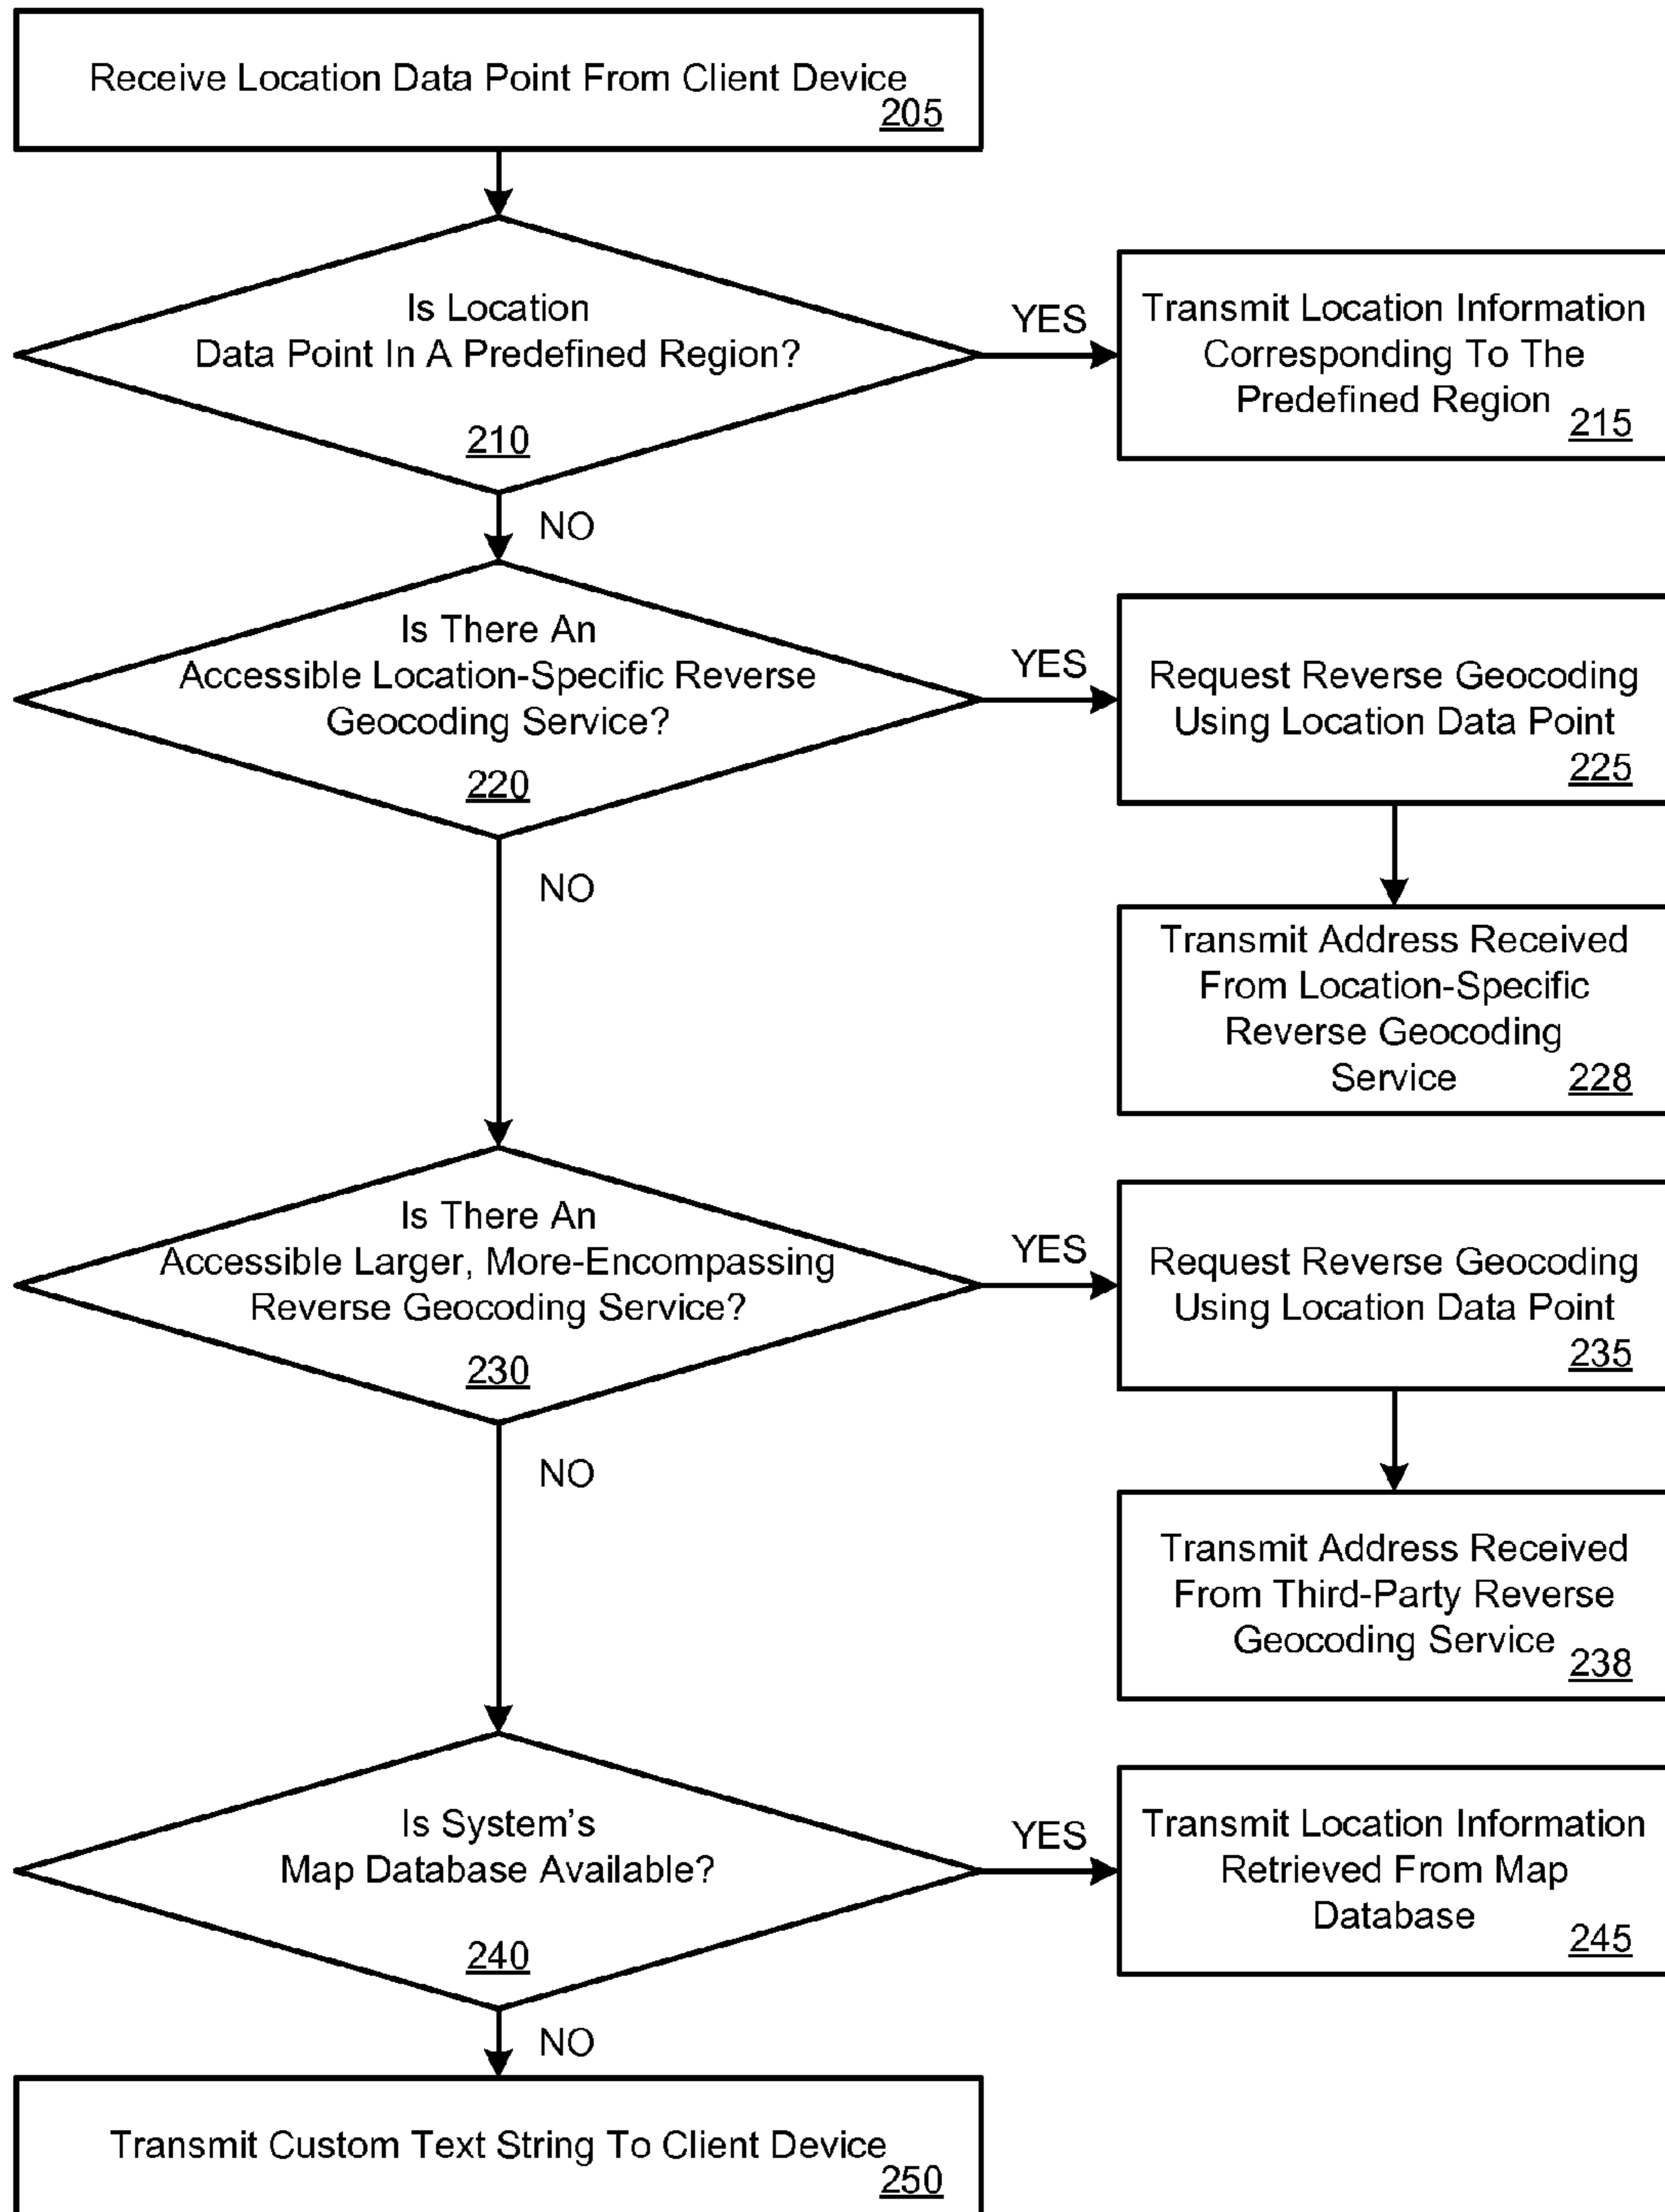 Receive Location Data Point From Client Device
205
Is Location
Data Point In A Predefined Region?
210
YES
Transmit Location Information
Corresponding To The
Predefined Region
215
NO
Is There An
Accessible Location-Specific Reverse
Geocoding Service?
220
YES
Request Reverse Geocoding
Using Location Data Point
225
NO
Transmit Address Received
From Location-Specific
Reverse Geocoding
Service
228
Is There An
Accessible Larger, More-Encompassing
Reverse Geocoding Service?
230
YES
Request Reverse Geocoding
Using Location Data Point
235
NO
Transmit Address Received
From Third-Party Reverse
Geocoding Service
238
Is System's
Map Database Available?
240
YES
Transmit Location Information
Retrieved From Map
Database
245
NO
Transmit Custom Text String To Client Device
250